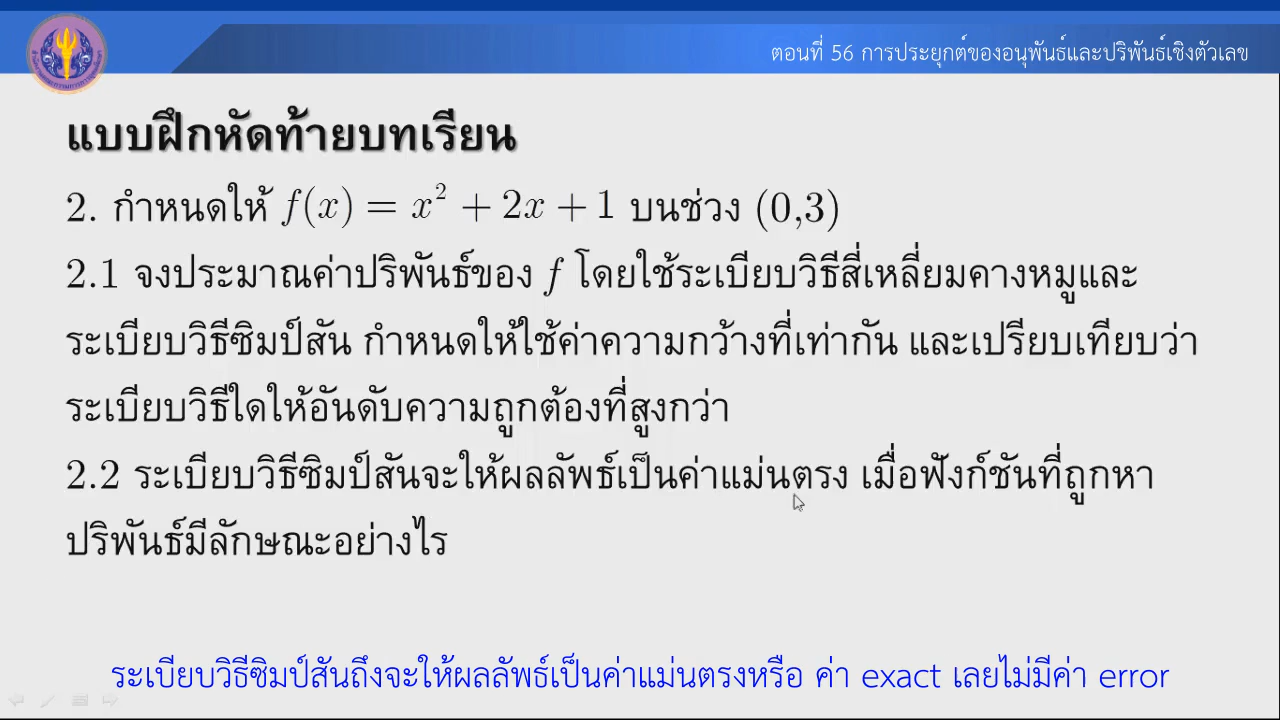 ตอนที่ 56 การประยุกต์ของอนุพันธ์และปริพันธ์เชิงตัวเลข
แบบฝึกหัดท้ายบทเรียน
2. กำหนดให้ f(x) = x² + 2x + 1 บนช่วง (0,3)
2.1 จงประมาณค่าปริพันธ์ของ f โดยใช้ระเบียบวิธีสี่เหลี่ยมคางหมูและ
ระเบียบวิธีซิมป์สัน กำหนดให้ใช้ค่าความกว้างที่เท่ากัน และเปรียบเทียบว่า
ระเบียบวิธีใดให้อันดับความถูกต้องที่สูงกว่า
2.2 ระเบียบวิธีซิมป์สันจะให้ผลลัพธ์เป็นค่าแม่นตรง เมื่อฟังก์ชันที่ถูกหา
ปริพันธ์มีลักษณะอย่างไร
ระเบียบวิธีซิมป์สันถึงจะให้ผลลัพธ์เป็นค่าแม่นตรงหรือ ค่า exact เลยไม่มีค่า error